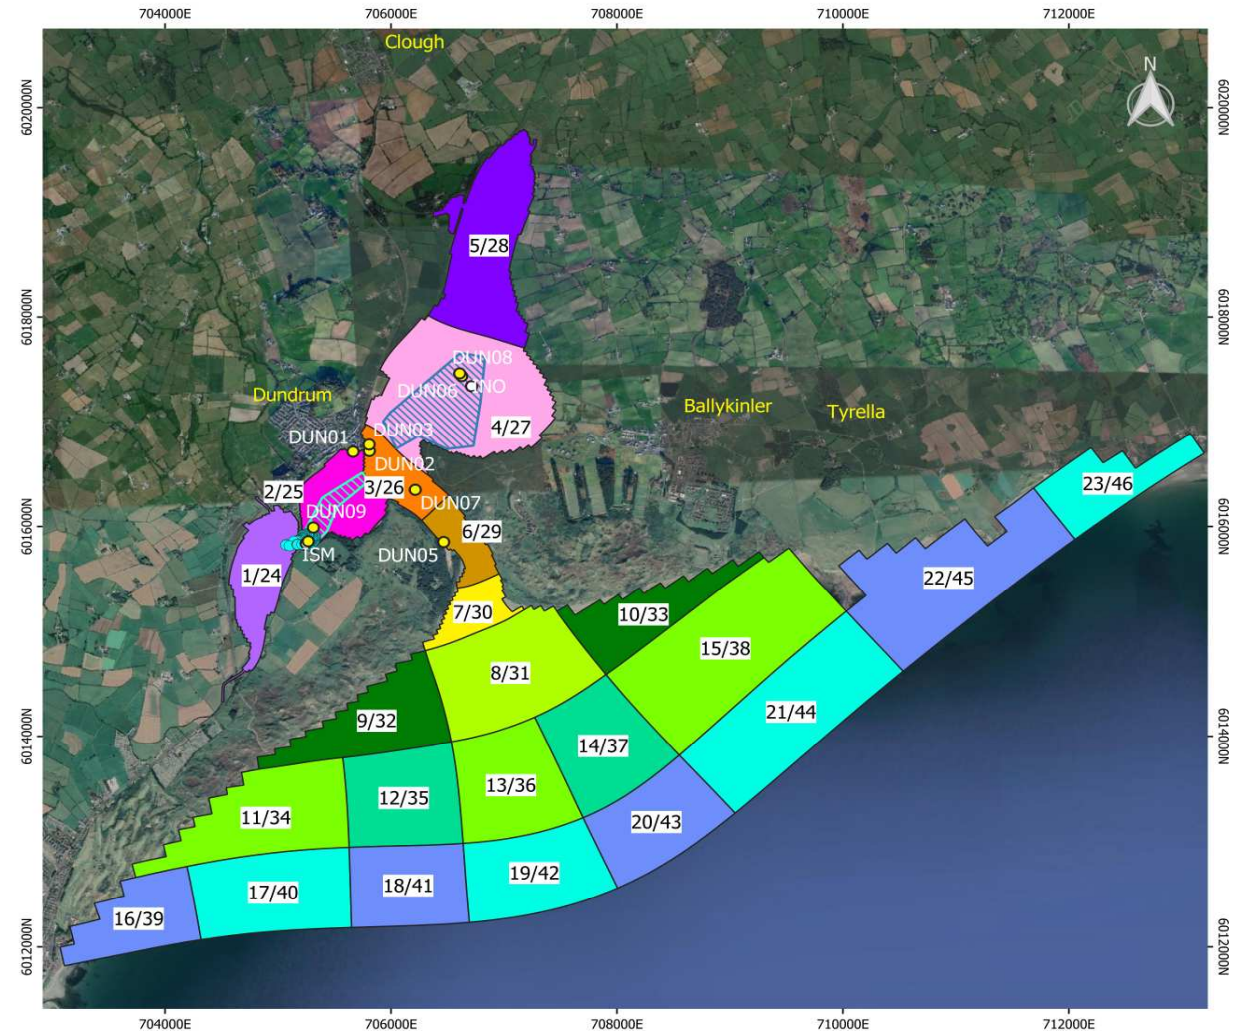 704000E 706000E 708000E 710000E 712000E
Clough
N
6020000N 6020000N
5/28
6018000N 6018000N
DUN08
DUN06 INO
Dundrum
Ballykinler
Tyrella
4/27
DUN01 DUN03
DUN02
2/25 3/26
23/46
DUN07
DUN09
6/29
6016000N 6016000N
ISM DUN05
1/24
22/45
7/30
10/33
15/38
8/31
21/44
9/32
14/37
6014000N 6014000N
13/36
12/35
11/34
20/43
19/42
18/41
17/40
16/39
6012000N 6012000N
704000E 706000E 708000E 710000E 712000E